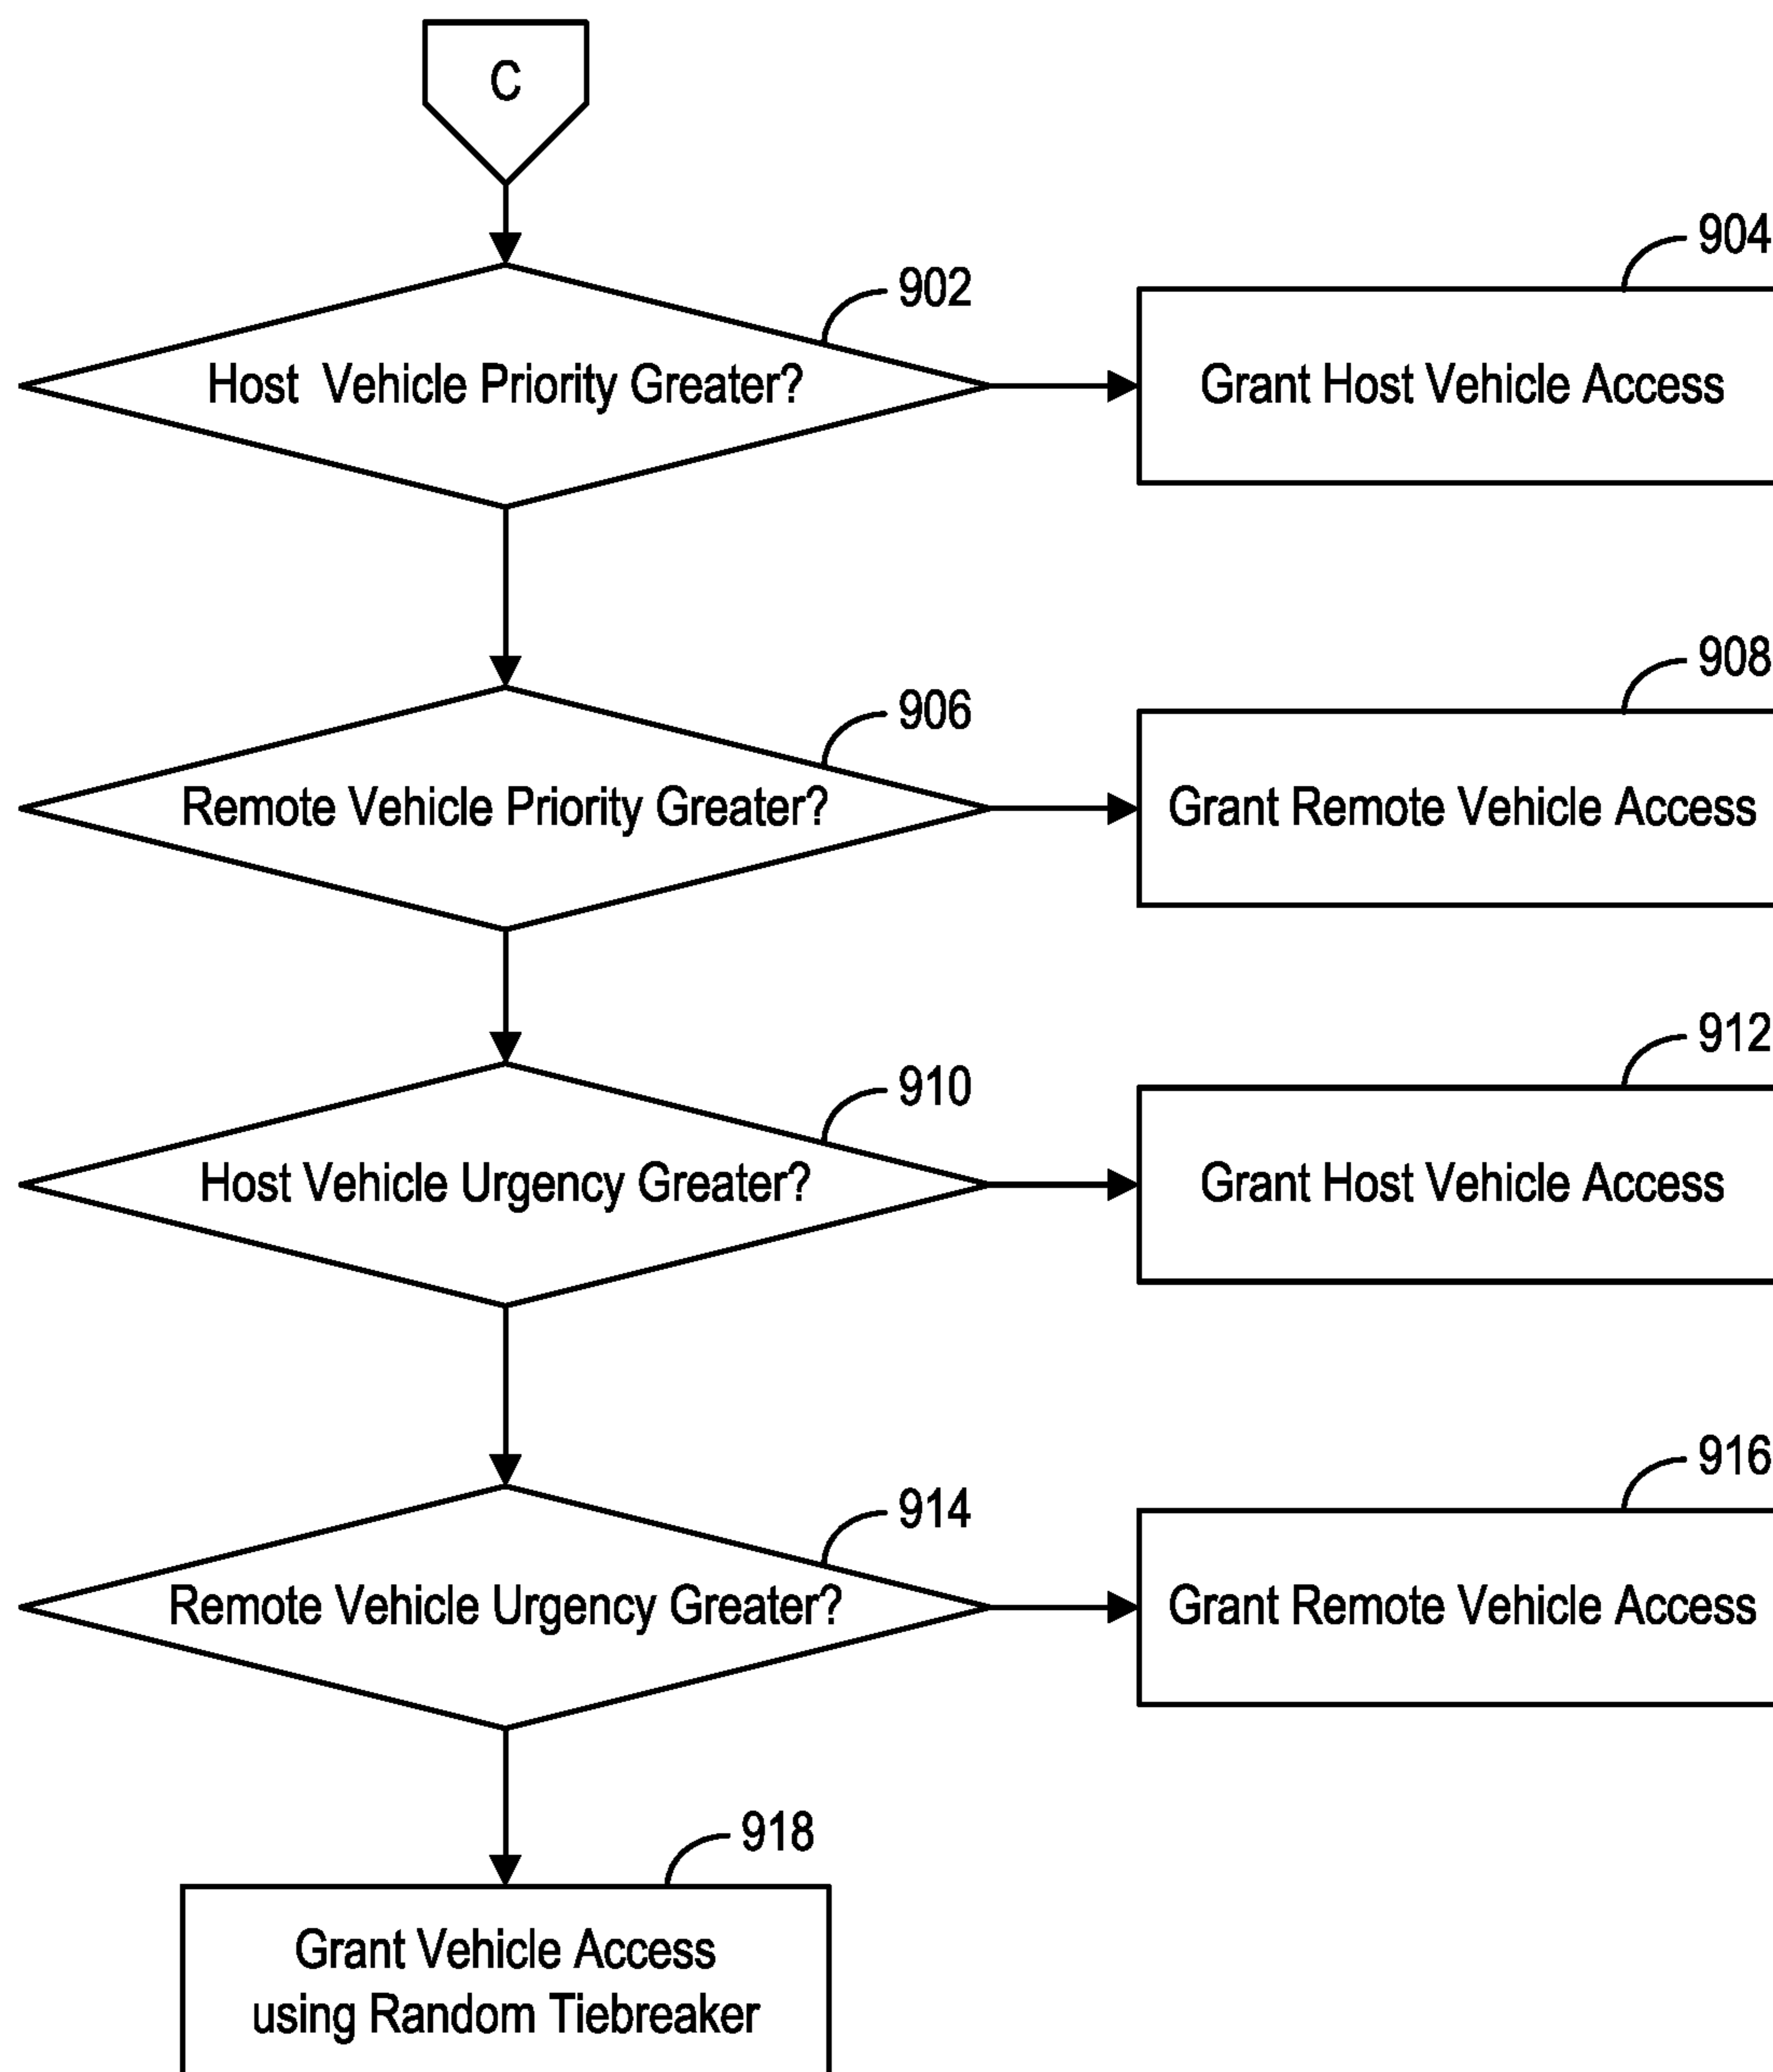 C
902
Host Vehicle Priority Greater?
904
Grant Host Vehicle Access
906
Remote Vehicle Priority Greater?
908
Grant Remote Vehicle Access
910
Host Vehicle Urgency Greater?
912
Grant Host Vehicle Access
914
Remote Vehicle Urgency Greater?
916
Grant Remote Vehicle Access
918
Grant Vehicle Access
using Random Tiebreaker